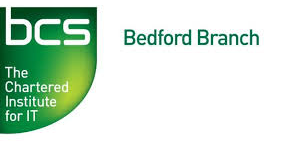 bcs
Bedford Branch
The
Chartered
Institute
for IT